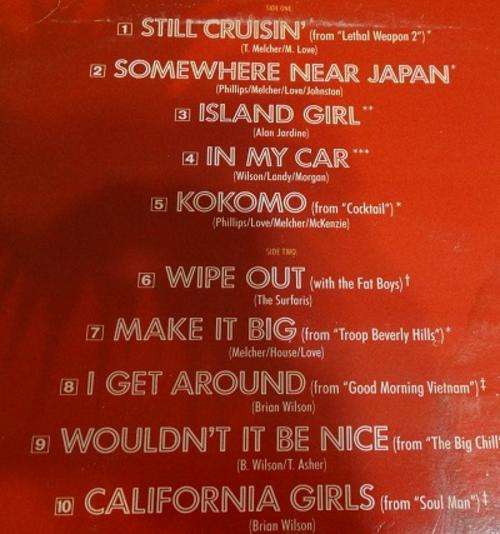 SIDE ONE
1 STILL CRUISIN' (from "Lethal Weapon 2")*
(T. Melcher/M. Love)
2 SOMEWHERE NEAR JAPAN*
(Phillips/Melcher/Love/Johnston)
3 ISLAND GIRL**
(Alan Jardine)
4 IN MY CAR***
(Wilson/Landy/Morgan)
5 KOKOMO (from "Cocktail")*
(Phillips/Love/Melcher/McKenzie)
SIDE TWO
6 WIPE OUT (with the Fat Boys)†
(The Surfaris)
7 MAKE IT BIG (from "Troop Beverly Hills")*
(Melcher/House/Love)
8 I GET AROUND (from "Good Morning Vietnam")‡
(Brian Wilson)
9 WOULDN'T IT BE NICE (from "The Big Chill"
(B. Wilson/T. Asher)
10 CALIFORNIA GIRLS (from "Soul Man")‡
(Brian Wilson)